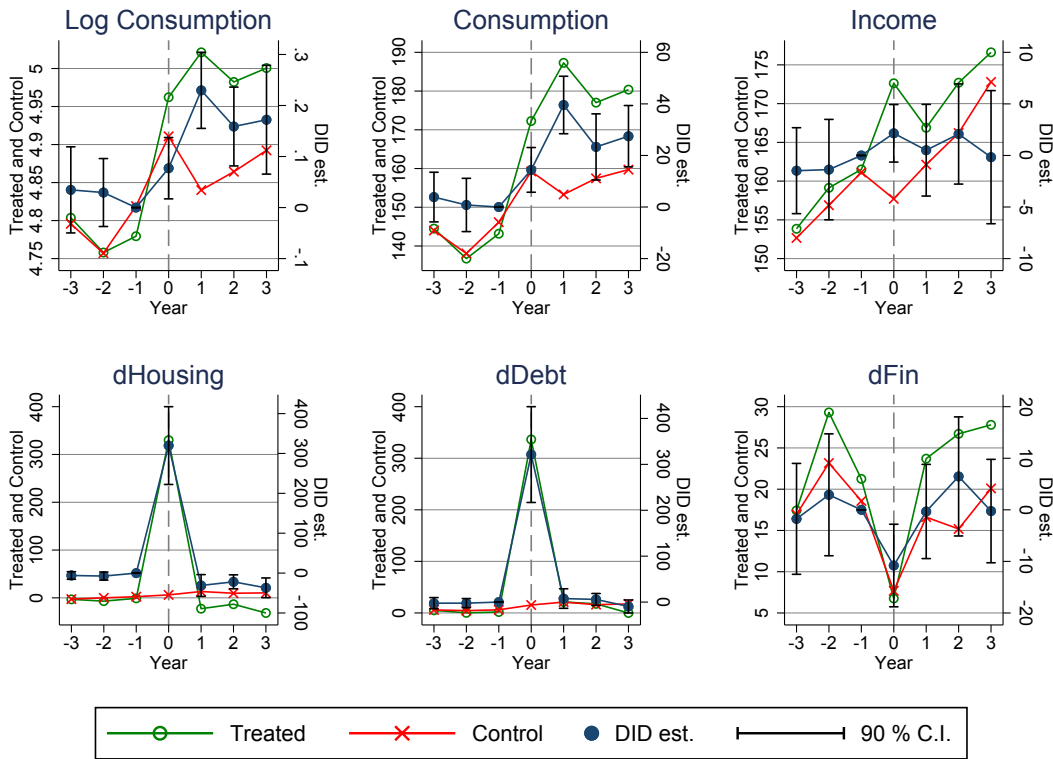 Log Consumption
Treated and Control
4.75 4.8 4.85 4.9 4.95 5
-.1 0 .1 .2 .3
DID est.
-3 -2 -1 0 1 2 3
Year
Consumption
Treated and Control
140 150 160 170 180 190
-20 0 20 40 60
DID est.
-3 -2 -1 0 1 2 3
Year
Income
Treated and Control
150 155 160 165 170 175
-10 -5 0 5 10
DID est.
-3 -2 -1 0 1 2 3
Year
dHousing
Treated and Control
0 100 200 300 400
-100 0 100 200 300 400
DID est.
-3 -2 -1 0 1 2 3
Year
dDebt
Treated and Control
0 100 200 300 400
0 100 200 300 400
DID est.
-3 -2 -1 0 1 2 3
Year
dFin
Treated and Control
5 10 15 20 25 30
-20 -10 0 10 20
DID est.
-3 -2 -1 0 1 2 3
Year
Treated Control DID est. 90 % C.I.